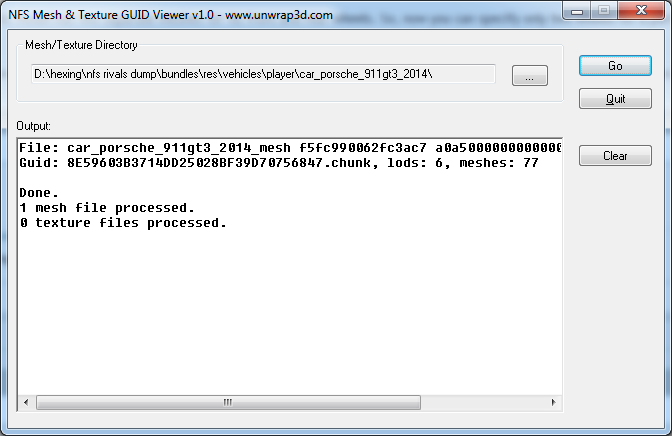 NFS Mesh & Texture GUID Viewer v1.0 - www.unwrap3d.com
Mesh/Texture Directory
D:\hexing\nfs rivals dump\bundles\res\vehicles\player\car_porsche_911gt3_2014\
...
Go
Quit
Output:
Clear
File: car_porsche_911gt3_2014_mesh f5fc990062fc3ac7 a0a5000000000000
Guid: 8E59603B3714DD25028BF39D70756847.chunk, lods: 6, meshes: 77
Done.
1 mesh file processed.
0 texture files processed.